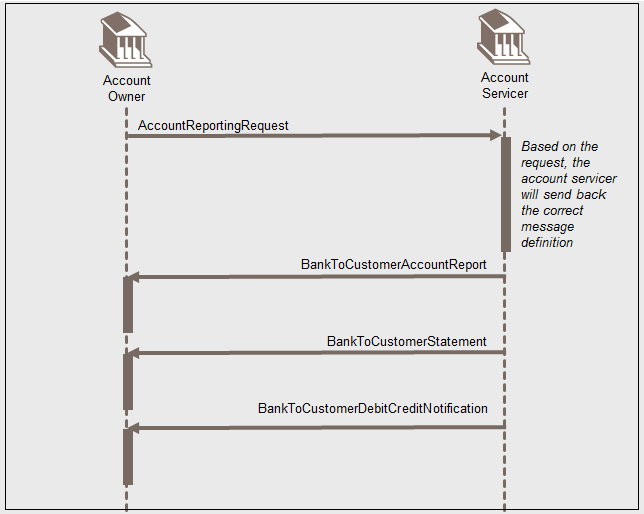 Account
Owner
Account
Servicer
AccountReportingRequest
Based on the
request, the
account servicer
will send back
the correct
message
definition
BankToCustomerAccountReport
BankToCustomerStatement
BankToCustomerDebitCreditNotification